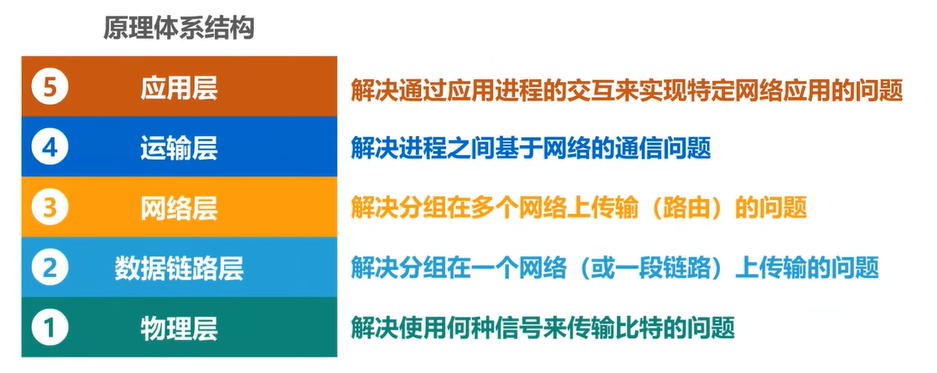 原理体系结构
5 应用层 解决通过应用进程的交互来实现特定网络应用的问题
4 运输层 解决进程之间基于网络的通信问题
3 网络层 解决分组在多个网络上传输（路由）的问题
2 数据链路层 解决分组在一个网络（或一段链路）上传输的问题
1 物理层 解决使用何种信号来传输比特的问题